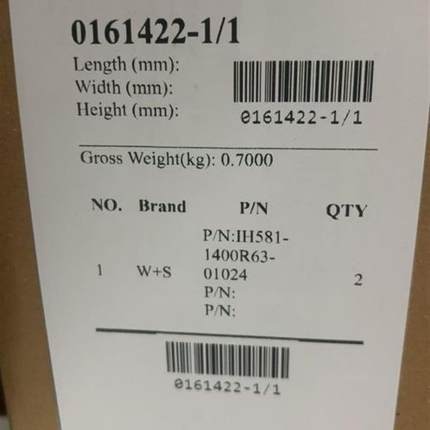 0161422-1/1
Length (mm):
Width (mm):
Height (mm):
0161422-1/1
Gross Weight(kg): 0.7000
NO. Brand P/N QTY
P/N:IH581-
1400R63-
1 W+S 01024 2
P/N:
P/N:
0161422-1/1